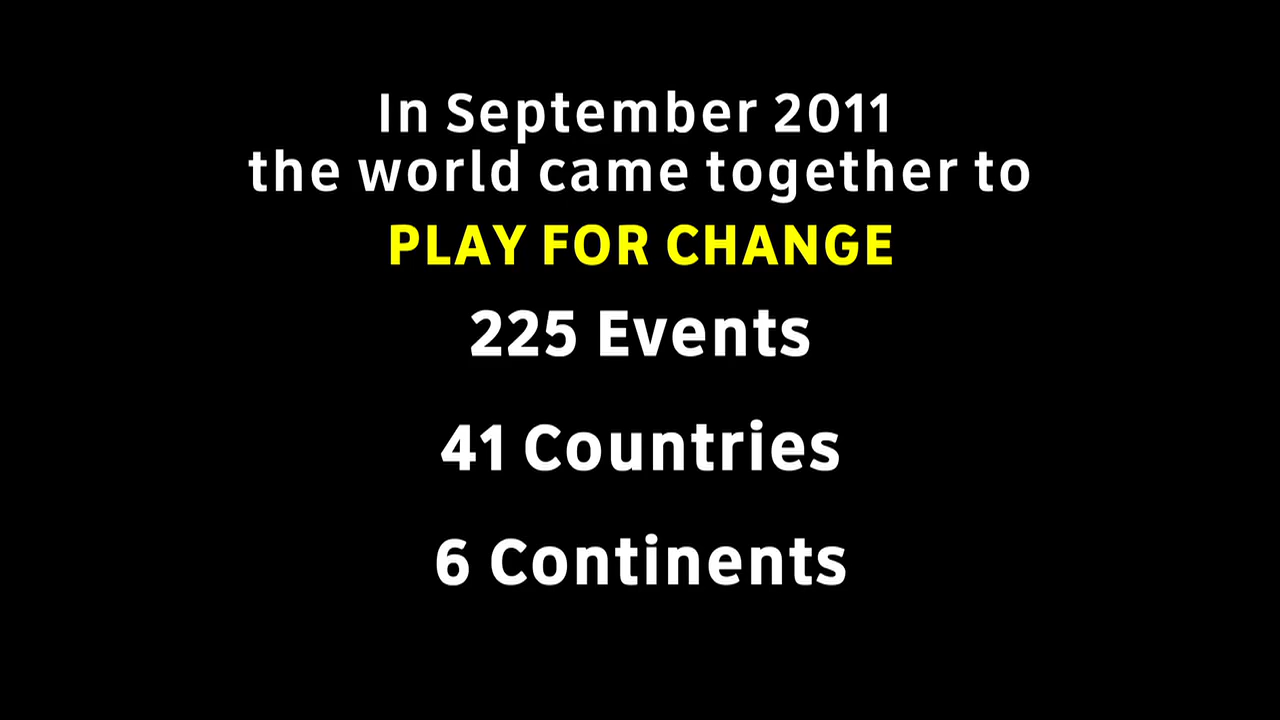 In September 2011
the world came together to
PLAY FOR CHANGE
225 Events
41 Countries
6 Continents